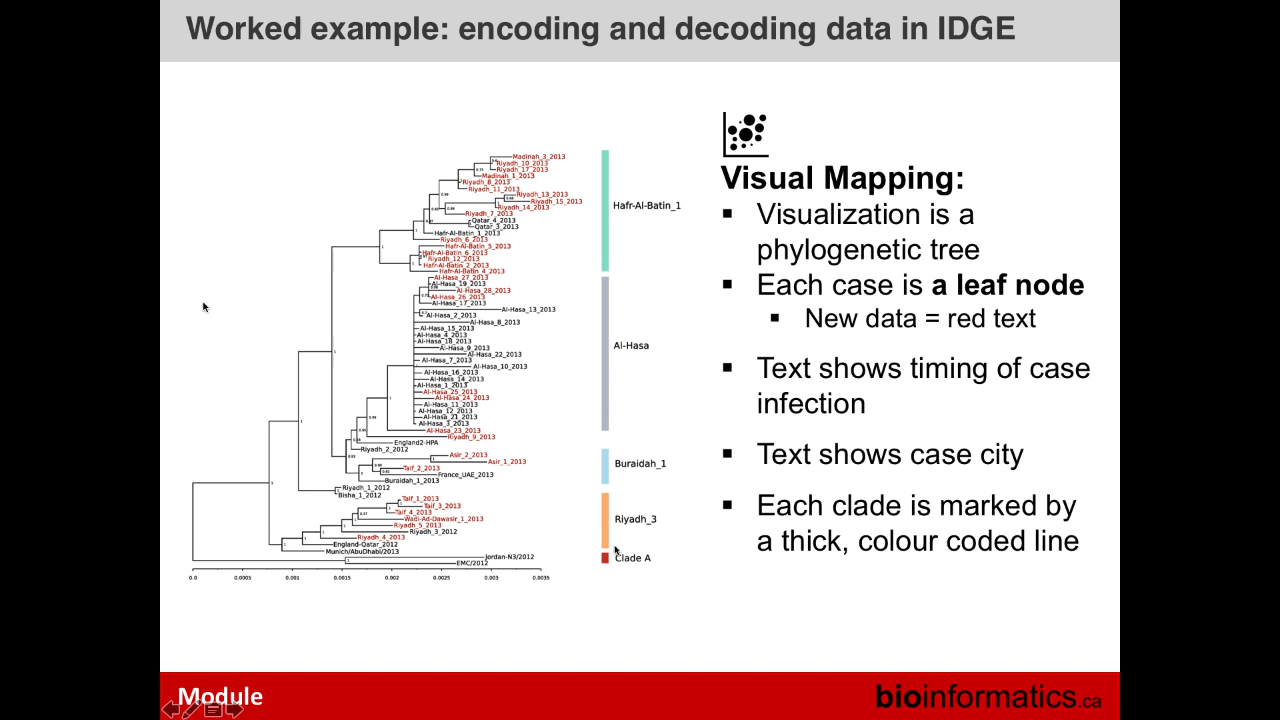 Worked example: encoding and decoding data in IDGE
Madinah_3_2013
Riyadh_10_2013
Riyadh_17_2013
Madinah_1_2013
Riyadh_8_2013
Riyadh_11_2013
Riyadh_13_2013
Riyadh_15_2013
Riyadh_14_2013
Riyadh_7_2013
Qatar_4_2013
Qatar_3_2013
Hafr-Al-Batin_1_2013
Riyadh_6_2013
Hafr-Al-Batin_5_2013
Hafr-Al-Batin_6_2013
Riyadh_12_2013
Hafr-Al-Batin_2_2013
Hafr-Al-Batin_4_2013
Al-Hasa_27_2013
Al-Hasa_19_2013
Al-Hasa_28_2013
Al-Hasa_26_2013
Al-Hasa_17_2013
Al-Hasa_13_2013
Al-Hasa_2_2013
Al-Hasa_8_2013
Al-Hasa_15_2013
Al-Hasa_4_2013
Al-Hasa_18_2013
Al-Hasa_9_2013
Al-Hasa_22_2013
Al-Hasa_7_2013
Al-Hasa_10_2013
Al-Hasa_16_2013
Al-Hasa_14_2013
Al-Hasa_1_2013
Al-Hasa_25_2013
Al-Hasa_24_2013
Al-Hasa_11_2013
Al-Hasa_12_2013
Al-Hasa_21_2013
Al-Hasa_3_2013
Al-Hasa_23_2013
Riyadh_9_2013
England2-HPA
Riyadh_2_2012
Asir_2_2013
Asir_1_2013
Taif_2_2013
France_UAE_2013
Buraidah_1_2013
Riyadh_1_2012
Bisha_1_2012
Taif_1_2013
Taif_3_2013
Taif_4_2013
Wadi-Ad-Dawasir_1_2013
Riyadh_5_2013
Riyadh_3_2012
Riyadh_4_2013
England-Qatar_2012
Munich/AbuDhabi/2013
Jordan-N3/2012
EMC/2012
0.0 0.0005 0.001 0.0015 0.002 0.0025 0.003 0.0035
Hafr-Al-Batin_1
Al-Hasa
Buraidah_1
Riyadh_3
Clade A
Visual Mapping:
▪ Visualization is a
phylogenetic tree
▪ Each case is a leaf node
▪ New data = red text
▪ Text shows timing of case
infection
▪ Text shows case city
▪ Each clade is marked by
a thick, colour coded line
Module
bioinformatics.ca